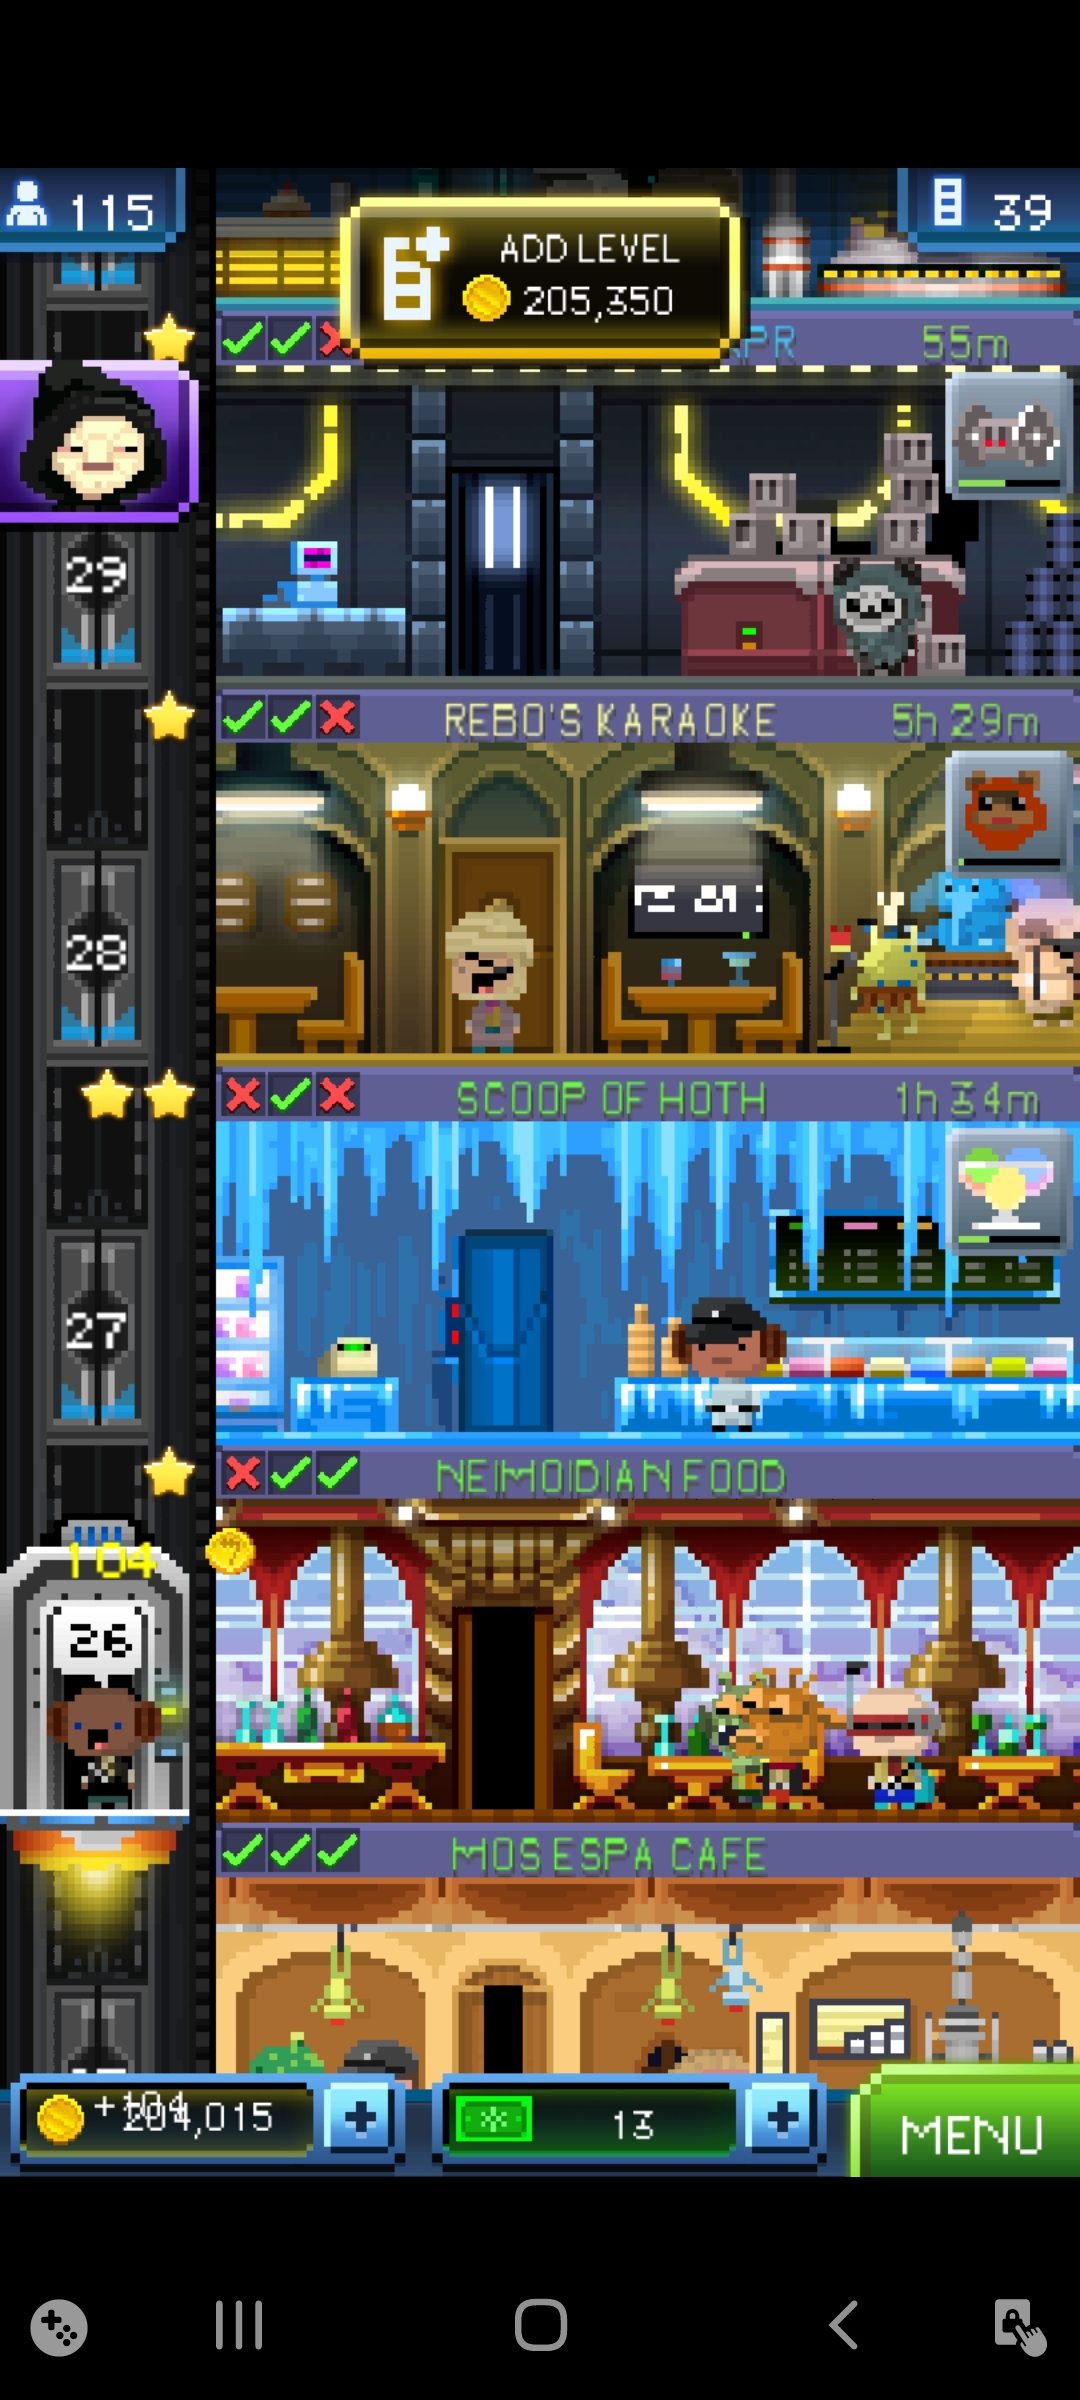 115
ADD LEVEL
205,350
39
55m
29
REBO'S KARAOKE
5h 29m
28
SCOOP OF HOTH
1h 34m
27
NEIMOIDIAN FOOD
104
26
MOS ESPA CAFE
+104
204,015
13
MENU